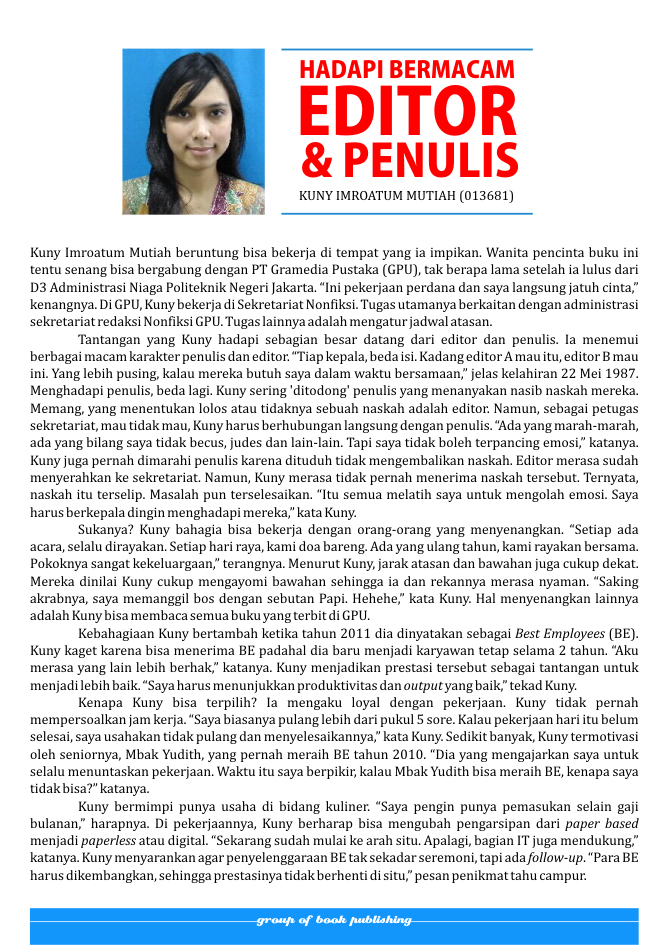 HADAPI BERMACAM
EDITOR
& PENULIS
KUNY IMROATUM MUTIAH (013681)
Kuny Imroatum Mutiah beruntung bisa bekerja di tempat yang ia impikan. Wanita pencinta buku ini
tentu senang bisa bergabung dengan PT Gramedia Pustaka (GPU), tak berapa lama setelah ia lulus dari
D3 Administrasi Niaga Politeknik Negeri Jakarta. “Ini pekerjaan perdana dan saya langsung jatuh cinta,”
kenangnya. Di GPU, Kuny bekerja di Sekretariat Nonfiksi. Tugas utamanya berkaitan dengan administrasi
sekretariat redaksi Nonfiksi GPU. Tugas lainnya adalah mengatur jadwal atasan.
Tantangan yang Kuny hadapi sebagian besar datang dari editor dan penulis. Ia menemui
berbagai macam karakter penulis dan editor. “Tiap kepala, beda isi. Kadang editor A mau itu, editor B mau
ini. Yang lebih pusing, kalau mereka butuh saya dalam waktu bersamaan,” jelas kelahiran 22 Mei 1987.
Menghadapi penulis, beda lagi. Kuny sering 'ditodong' penulis yang menanyakan nasib naskah mereka.
Memang, yang menentukan lolos atau tidaknya sebuah naskah adalah editor. Namun, sebagai petugas
sekretariat, mau tidak mau, Kuny harus berhubungan langsung dengan penulis. “Ada yang marah-marah,
ada yang bilang saya tidak becus, judes dan lain-lain. Tapi saya tidak boleh terpancing emosi,” katanya.
Kuny juga pernah dimarahi penulis karena dituduh tidak mengembalikan naskah. Editor merasa sudah
menyerahkan ke sekretariat. Namun, Kuny merasa tidak pernah menerima naskah tersebut. Ternyata,
naskah itu terselip. Masalah pun terselesaikan. “Itu semua melatih saya untuk mengolah emosi. Saya
harus berkepala dingin menghadapi mereka,” kata Kuny.
Sukanya? Kuny bahagia bisa bekerja dengan orang-orang yang menyenangkan. “Setiap ada
acara, selalu dirayakan. Setiap hari raya, kami doa bareng. Ada yang ulang tahun, kami rayakan bersama.
Pokoknya sangat kekeluargaan,” terangnya. Menurut Kuny, jarak atasan dan bawahan juga cukup dekat.
Mereka dinilai Kuny cukup mengayomi bawahan sehingga ia dan rekannya merasa nyaman. “Saking
akrabnya, saya memanggil bos dengan sebutan Papi. Hehehe,” kata Kuny. Hal menyenangkan lainnya
adalah Kuny bisa membaca semua buku yang terbit di GPU.
Kebahagiaan Kuny bertambah ketika tahun 2011 dia dinyatakan sebagai Best Employees (BE).
Kuny kaget karena bisa menerima BE padahal dia baru menjadi karyawan tetap selama 2 tahun. “Aku
merasa yang lain lebih berhak,” katanya. Kuny menjadikan prestasi tersebut sebagai tantangan untuk
menjadi lebih baik. “Saya harus menunjukkan produktivitas dan output yang baik,” tekad Kuny.
Kenapa Kuny bisa terpilih? Ia mengaku loyal dengan pekerjaan. Kuny tidak pernah
mempersoalkan jam kerja. “Saya biasanya pulang lebih dari pukul 5 sore. Kalau pekerjaan hari itu belum
selesai, saya usahakan tidak pulang dan menyelesaikannya,” kata Kuny. Sedikit banyak, Kuny termotivasi
oleh seniornya, Mbak Yudith, yang pernah meraih BE tahun 2010. “Dia yang mengajarkan saya untuk
selalu menuntaskan pekerjaan. Waktu itu saya berpikir, kalau Mbak Yudith bisa meraih BE, kenapa saya
tidak bisa?” katanya.
Kuny bermimpi punya usaha di bidang kuliner. “Saya pengin punya pemasukan selain gaji
bulanan,” harapnya. Di pekerjaannya, Kuny berharap bisa mengubah pengarsipan dari paper based
menjadi paperless atau digital. “Sekarang sudah mulai ke arah situ. Apalagi, bagian IT juga mendukung,”
katanya. Kuny menyarankan agar penyelenggaraan BE tak sekadar seremoni, tapi ada follow-up. “Para BE
harus dikembangkan, sehingga prestasinya tidak berhenti di situ,” pesan penikmat tahu campur.
group of book publishing